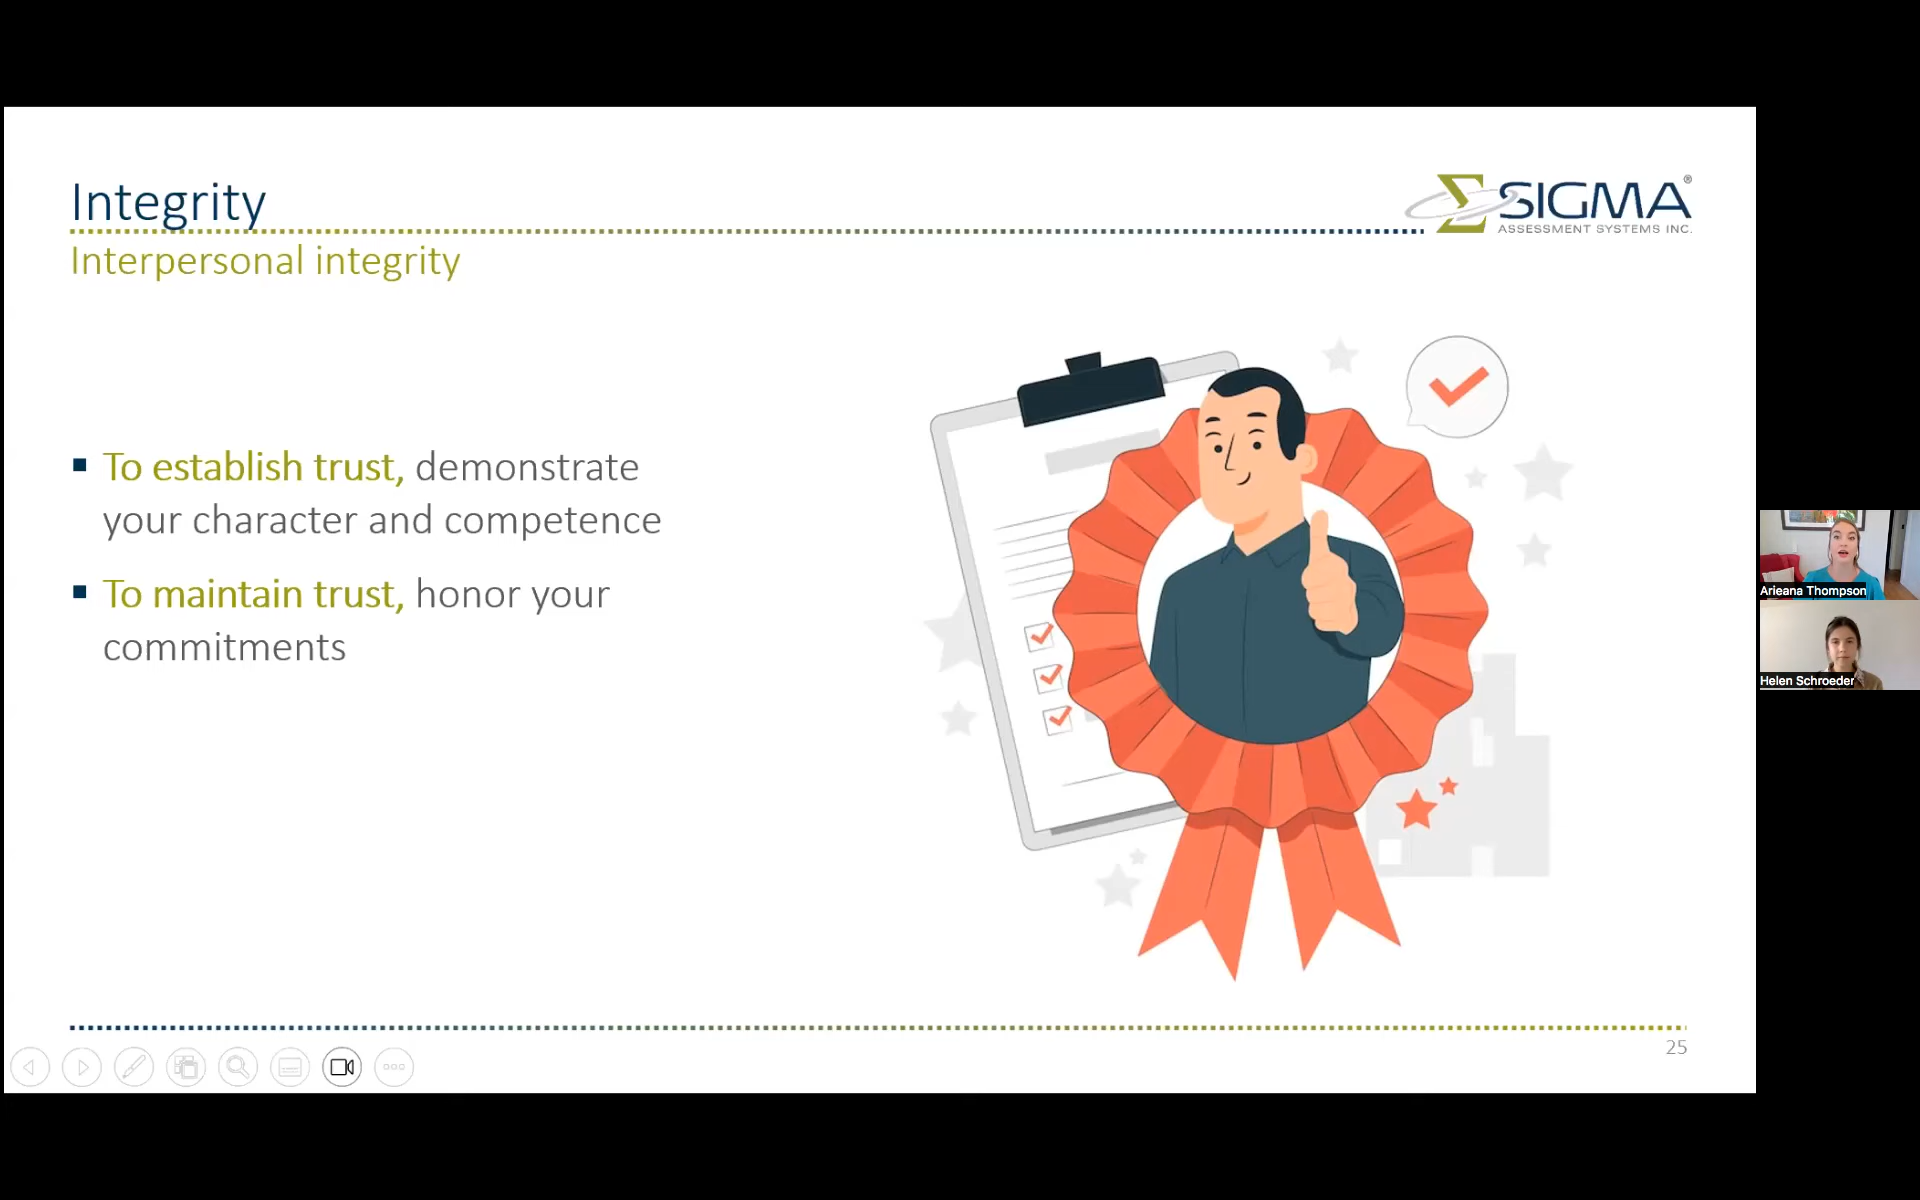 Integrity
Interpersonal integrity
ΣSIGMA®
ASSESSMENT SYSTEMS INC.
▪ To establish trust, demonstrate
your character and competence
▪ To maintain trust, honor your
commitments
Arieana Thompson
Helen Schroeder
25